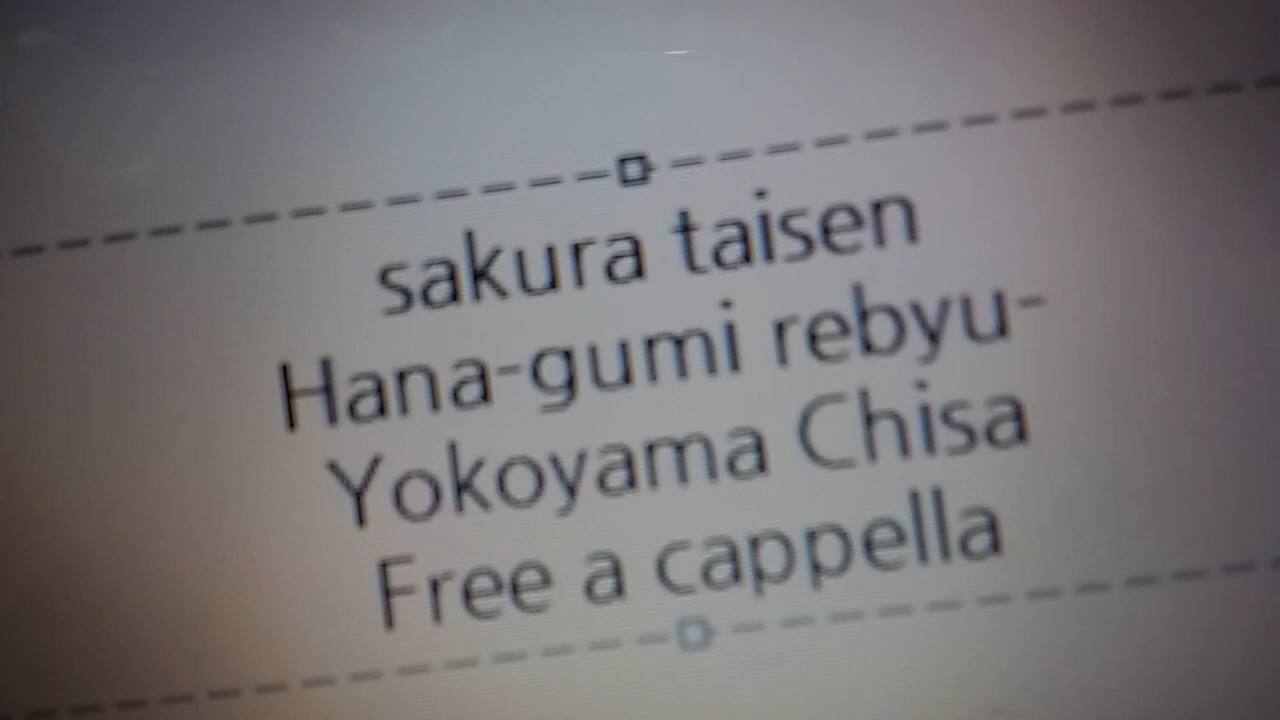 sakura taisen
Hana-gumi rebyu-
Yokoyama Chisa
Free a cappella